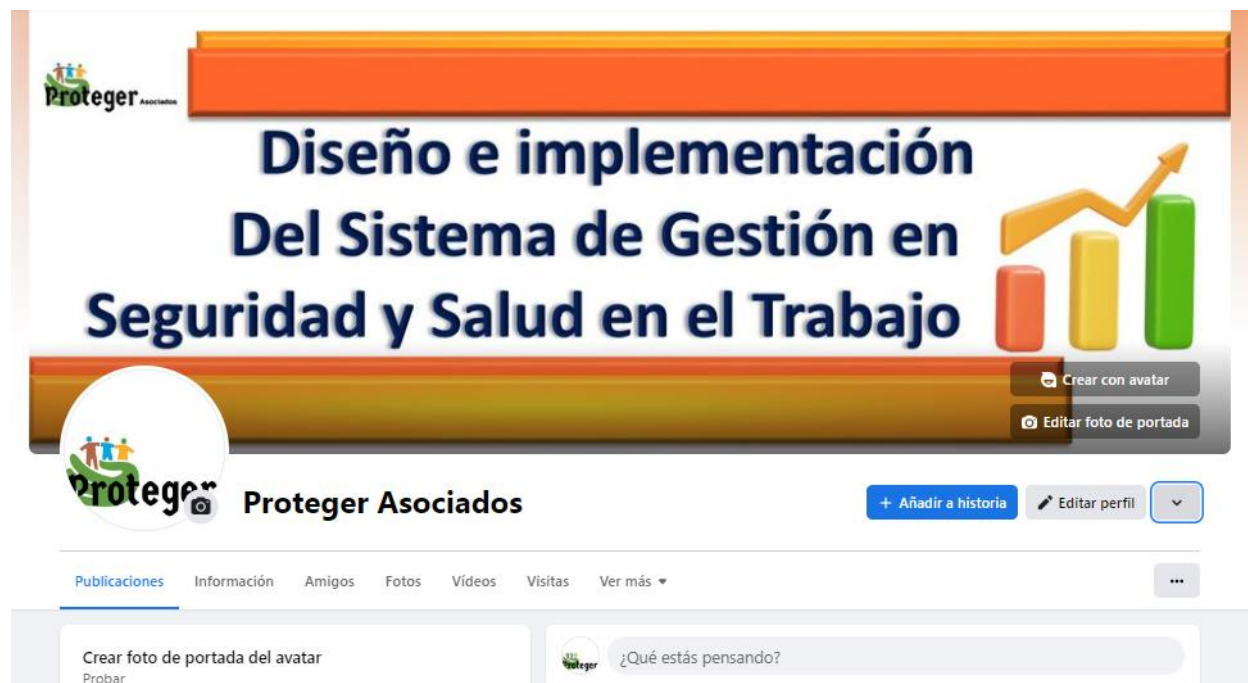 Proteger Asociados
Diseño e implementación
Del Sistema de Gestión en
Seguridad y Salud en el Trabajo
Crear con avatar
Editar foto de portada
Proteger
Proteger Asociados
+ Añadir a historia
Editar perfil
Publicaciones Información Amigos Fotos Vídeos Visitas Ver más
Crear foto de portada del avatar
Probar
Proteger
¿Qué estás pensando?